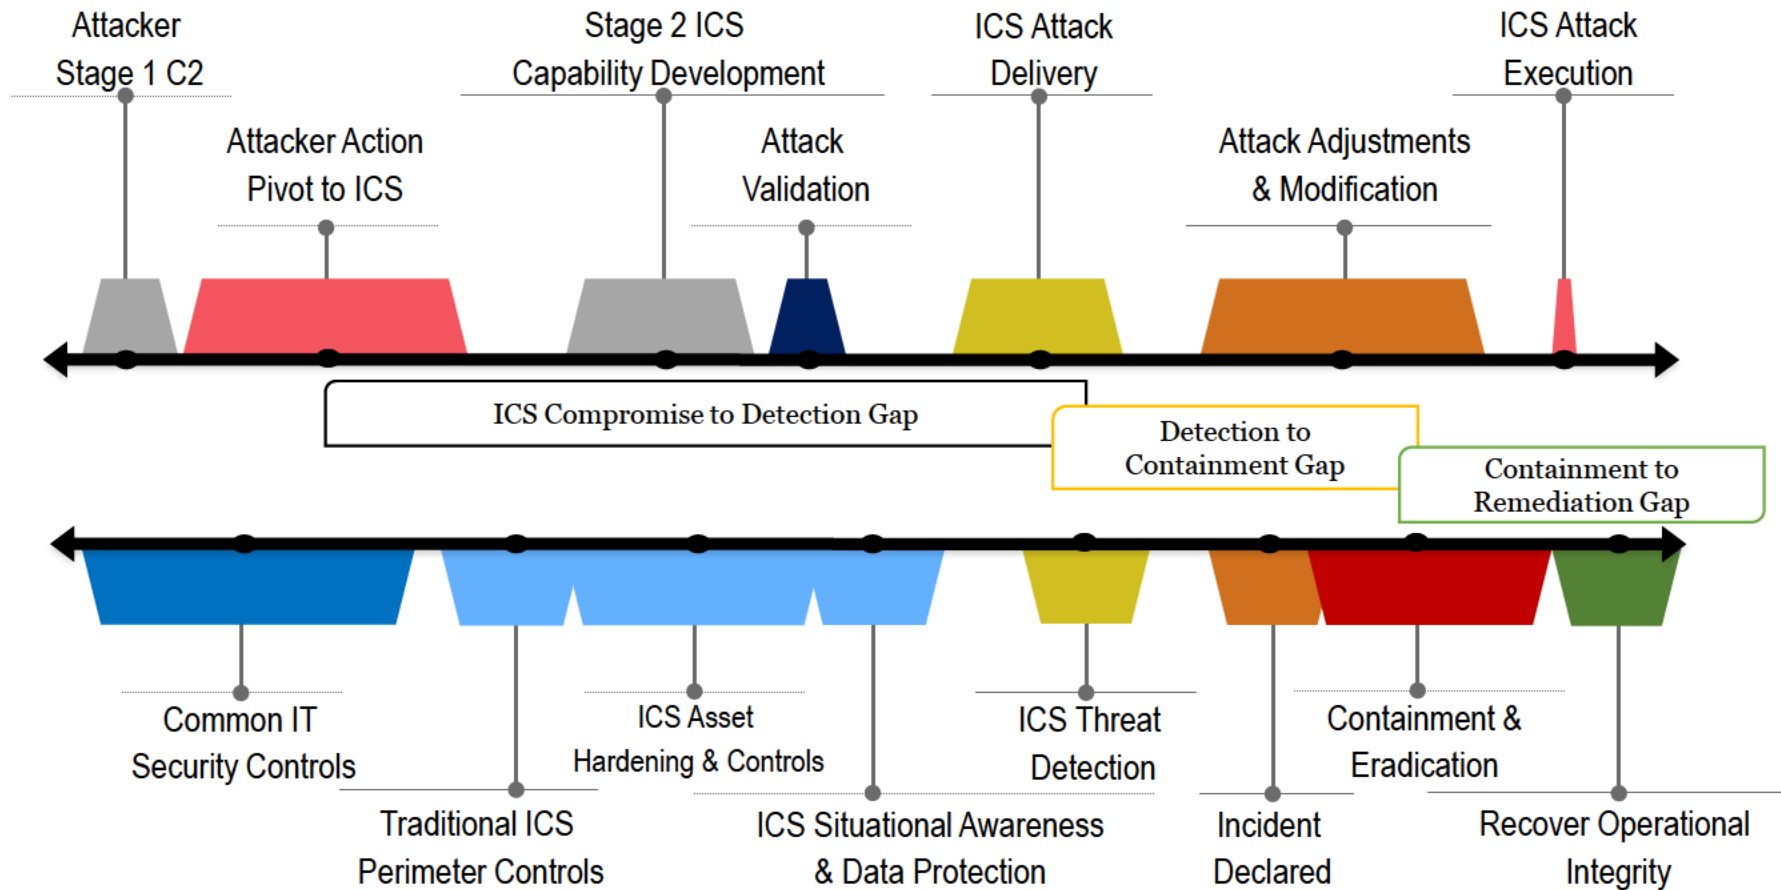 Attacker
Stage 1 C2
Stage 2 ICS
Capability Development
ICS Attack
Delivery
ICS Attack
Execution
Attacker Action
Pivot to ICS
Attack
Validation
Attack Adjustments
& Modification
ICS Compromise to Detection Gap
Detection to
Containment Gap
Containment to
Remediation Gap
Common IT
Security Controls
ICS Asset
Hardening & Controls
ICS Threat
Detection
Containment &
Eradication
Traditional ICS
Perimeter Controls
ICS Situational Awareness
& Data Protection
Incident
Declared
Recover Operational
Integrity